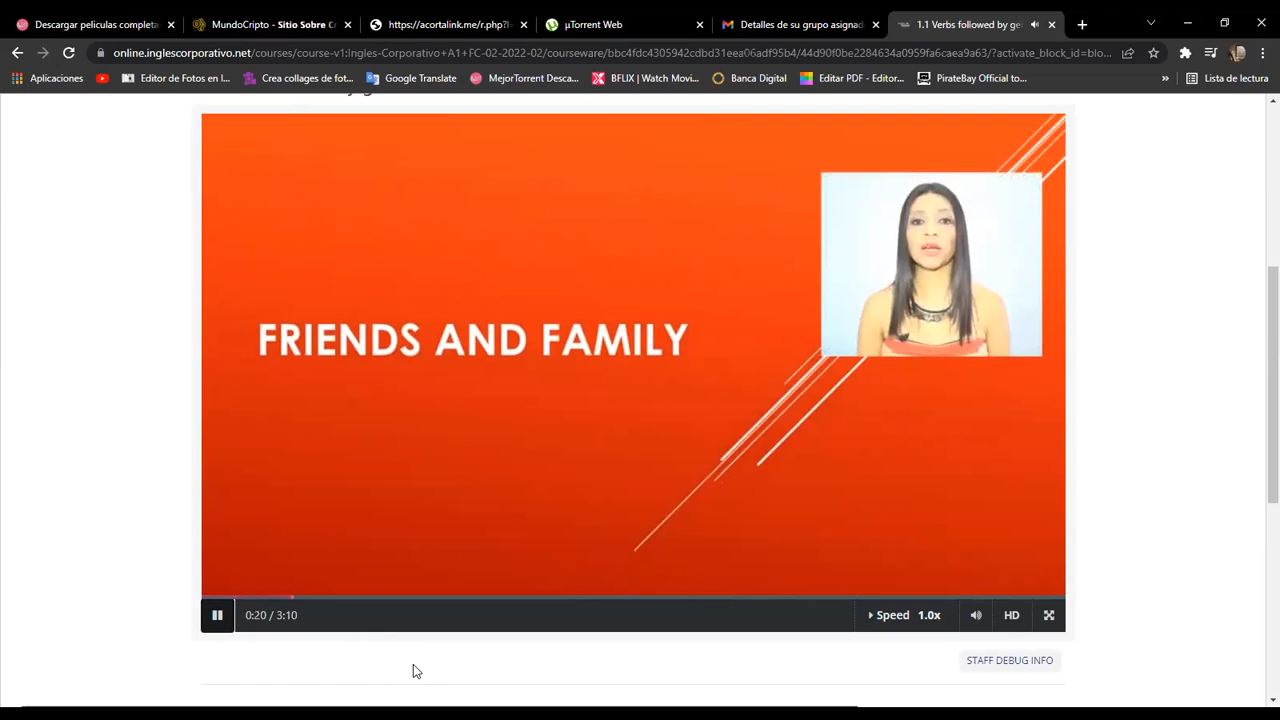 Descargar peliculas completa
MundoCripto - Sitio Sobre C
https://acortalink.me/r.php?l=
µTorrent Web
Detalles de su grupo asignad
1.1 Verbs followed by ge
online.inglescorporativo.net/courses/course-v1:Ingles-Corporativo+A1+FC-02-2022-02/courseware/bbc4fdc4305942cdbd31eea06adf95b4/44d90f0be2284634a0959fa6caea9a63/?activate_block_id=blo...
Aplicaciones
Editor de Fotos en l...
Crea collages de fot...
Google Translate
MejorTorrent Desca...
BFLIX | Watch Movi...
Banca Digital
Editar PDF - Editor...
PirateBay Official to...
»
Lista de lectura
FRIENDS AND FAMILY
0:20 / 3:10
Speed 1.0x
HD
STAFF DEBUG INFO